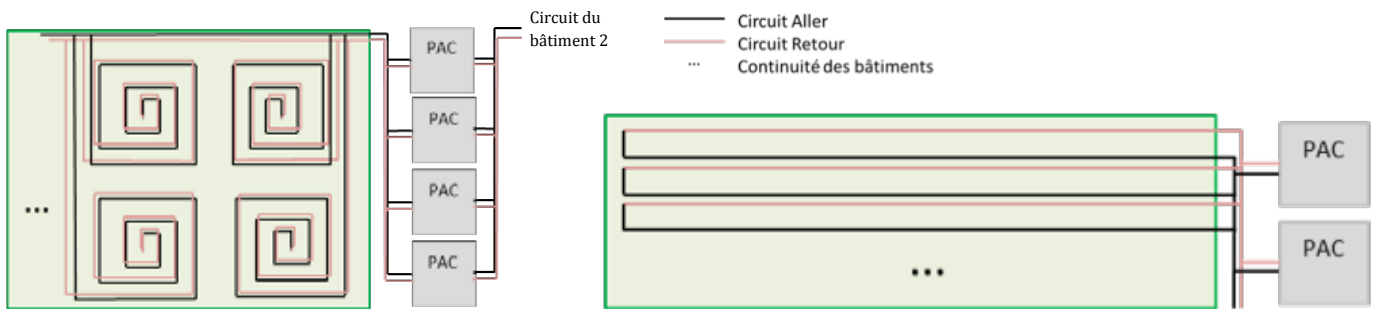 Circuit du
bâtiment 2
PAC
PAC
PAC
PAC
...
Circuit Aller
Circuit Retour
... Continuité des bâtiments
PAC
PAC
...